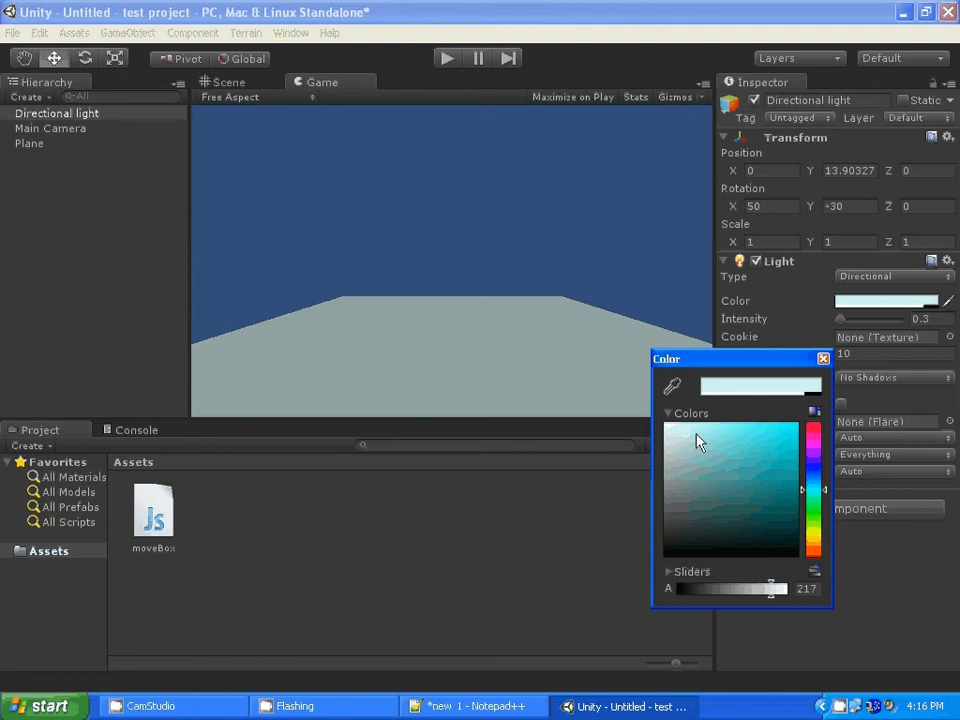 Unity - Untitled - test project - PC, Mac & Linux Standalone*
File Edit Assets GameObject Component Terrain Window Help
Pivot Global Layers Default
Hierarchy Scene Game Inspector
Create All Free Aspect Maximize on Play Stats Gizmos Directional light Static
Directional light
Main Camera
Plane
Tag Untagged Layer Default
Transform
Position
X 0 Y 13.90327 Z 0
Rotation
X 50 Y -30 Z 0
Scale
X 1 Y 1 Z 1
Light
Type Directional
Color
Intensity 0.3
Cookie None (Texture)
10
No Shadows
None (Flare)
Auto
Everything
Auto
omponent
Color
Colors
Sliders
A 217
Project Console
Create
Favorites Assets
All Materials
All Models
All Prefabs
All Scripts
Assets
Js
moveBox
start CamStudio Flashing *new 1 - Notepad++ Unity - Untitled - test ... 4:16 PM